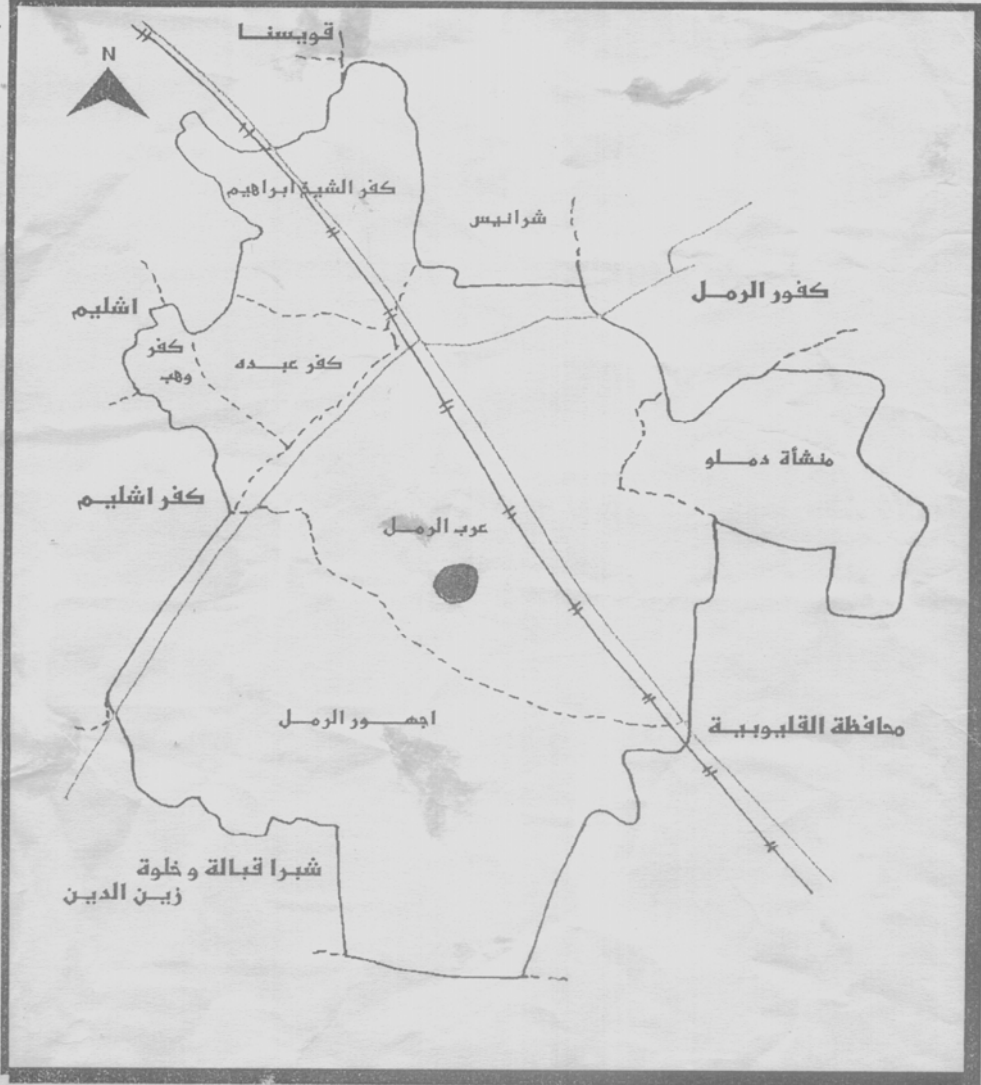 قويسنا
N
كفر الشيخ ابراهيم
شرانيس
كفور الرمل
اشليم
كفر
وهب
كفر عبده
منشأة دملو
كفر اشليم
عرب الرمل
اجهور الرمل
محافظة القليوبية
شبرا قبالة و خلوة
زين الدين